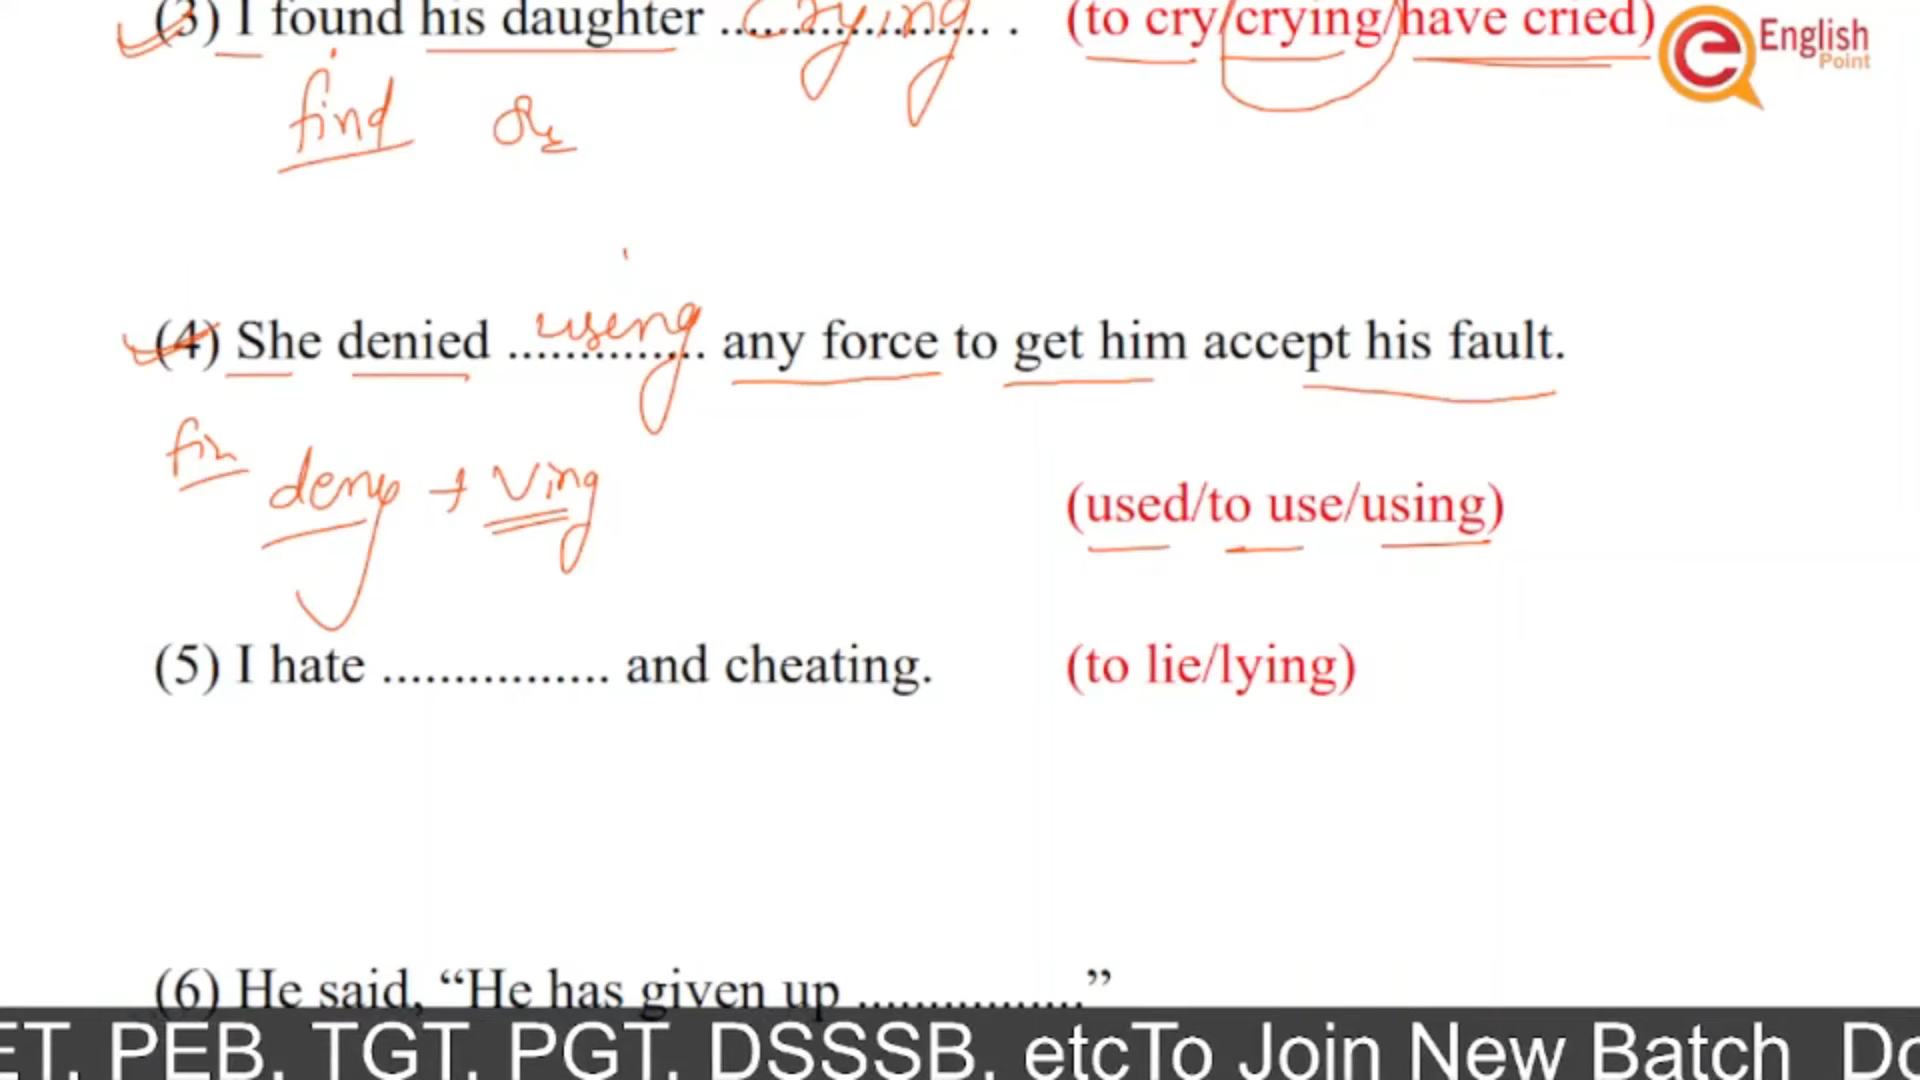 (3) I found his daughter crying . (to cry/crying/have cried)
English
Point
find
(4) She denied using any force to get him accept his fault.
deny + Ving
(used/to use/using)
(5) I hate ................ and cheating. (to lie/lying)
(6) He said, “He has given up ................”
ET, PEB, TGT, PGT, DSSSB, etcTo Join New Batch Do